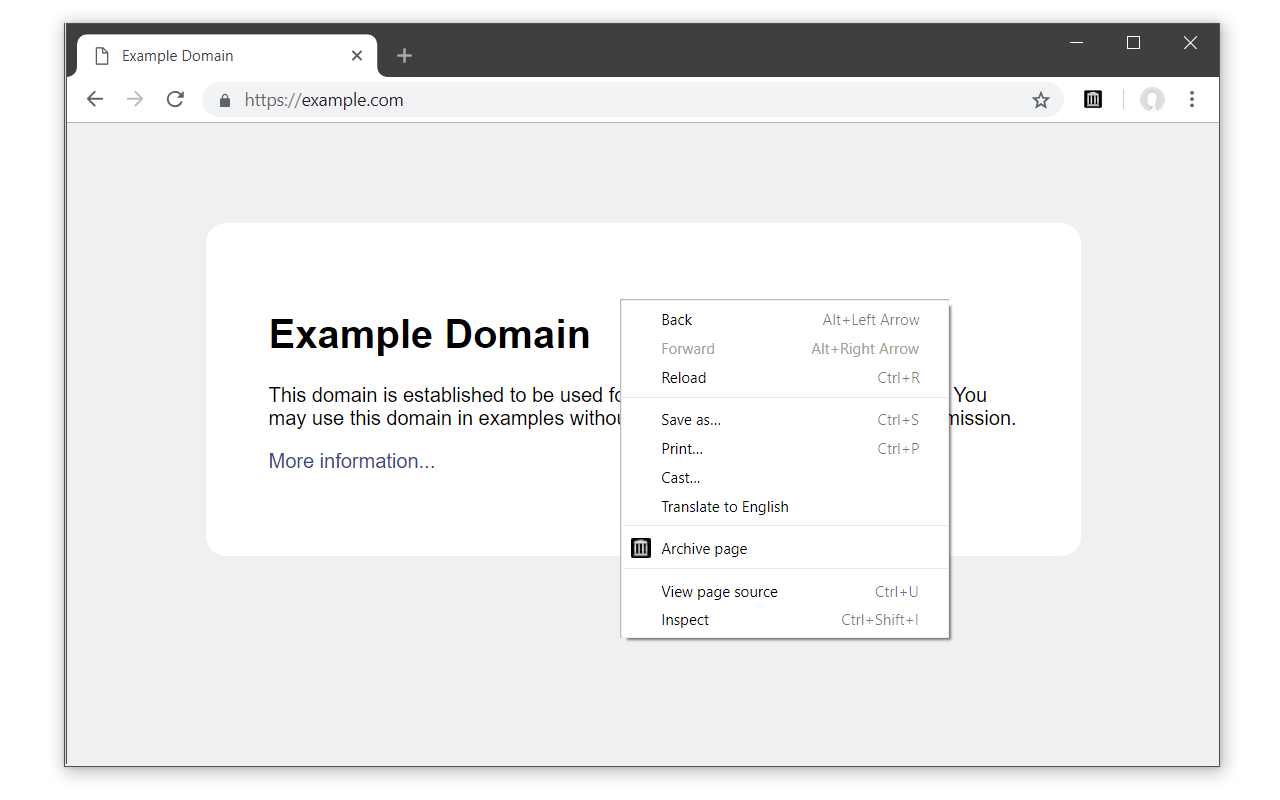 Example Domain
https://example.com
Example Domain
This domain is established to be used fo
You
may use this domain in examples withou
mission.
More information...
Back Alt+Left Arrow
Forward Alt+Right Arrow
Reload Ctrl+R
Save as... Ctrl+S
Print... Ctrl+P
Cast...
Translate to English
Archive page
View page source Ctrl+U
Inspect Ctrl+Shift+I